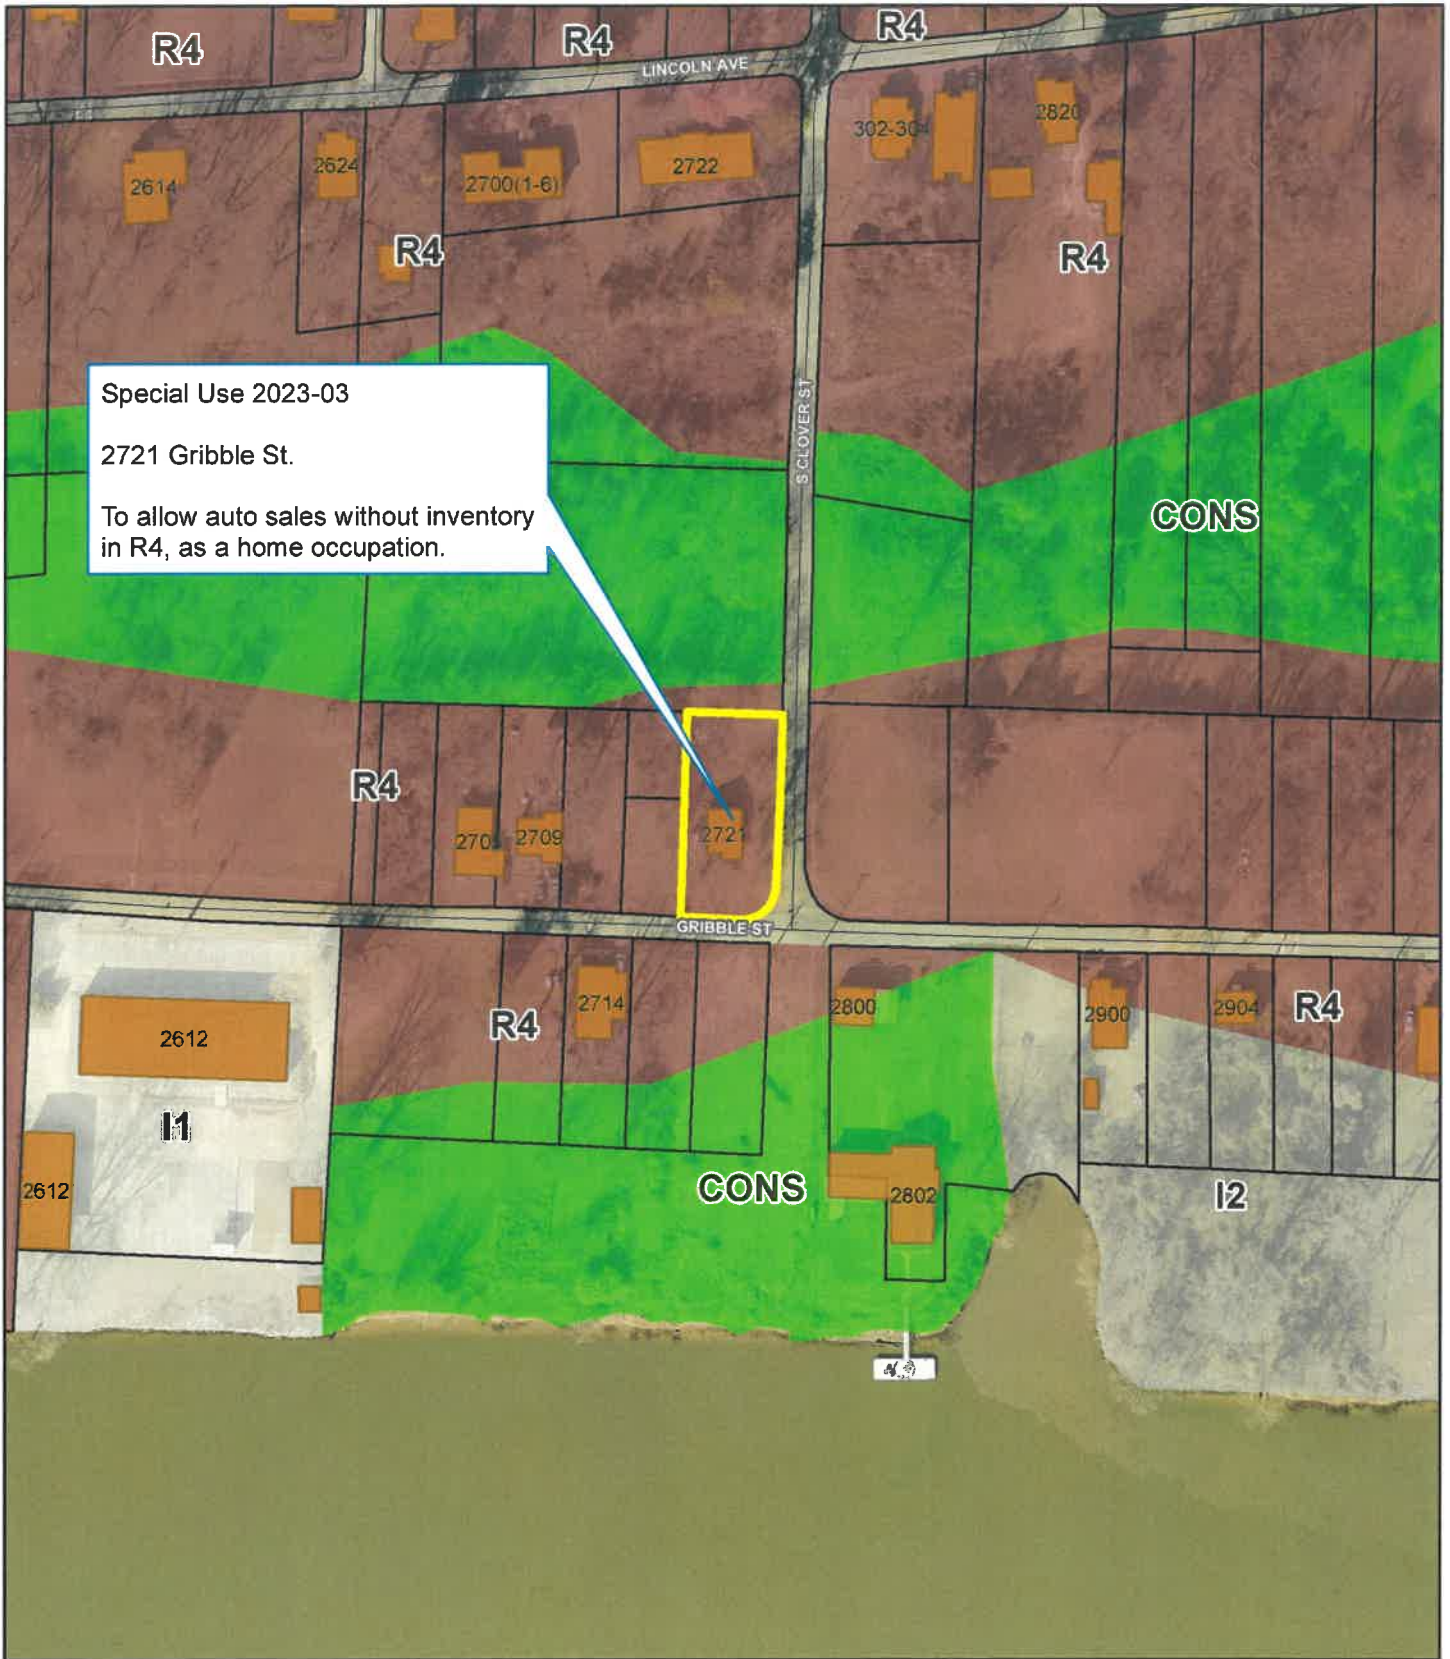 R4
R4
R4
LINCOLN AVE
2614
2624
2700(1-6)
2722
302-304
2820
R4
R4
Special Use 2023-03
2721 Gribble St.
To allow auto sales without inventory
in R4, as a home occupation.
S CLOVER ST
CONS
R4
2709
2721
GRIBBLE ST
2612
I1
2612
R4
2714
2800
2900
2904
R4
CONS
2802
I2